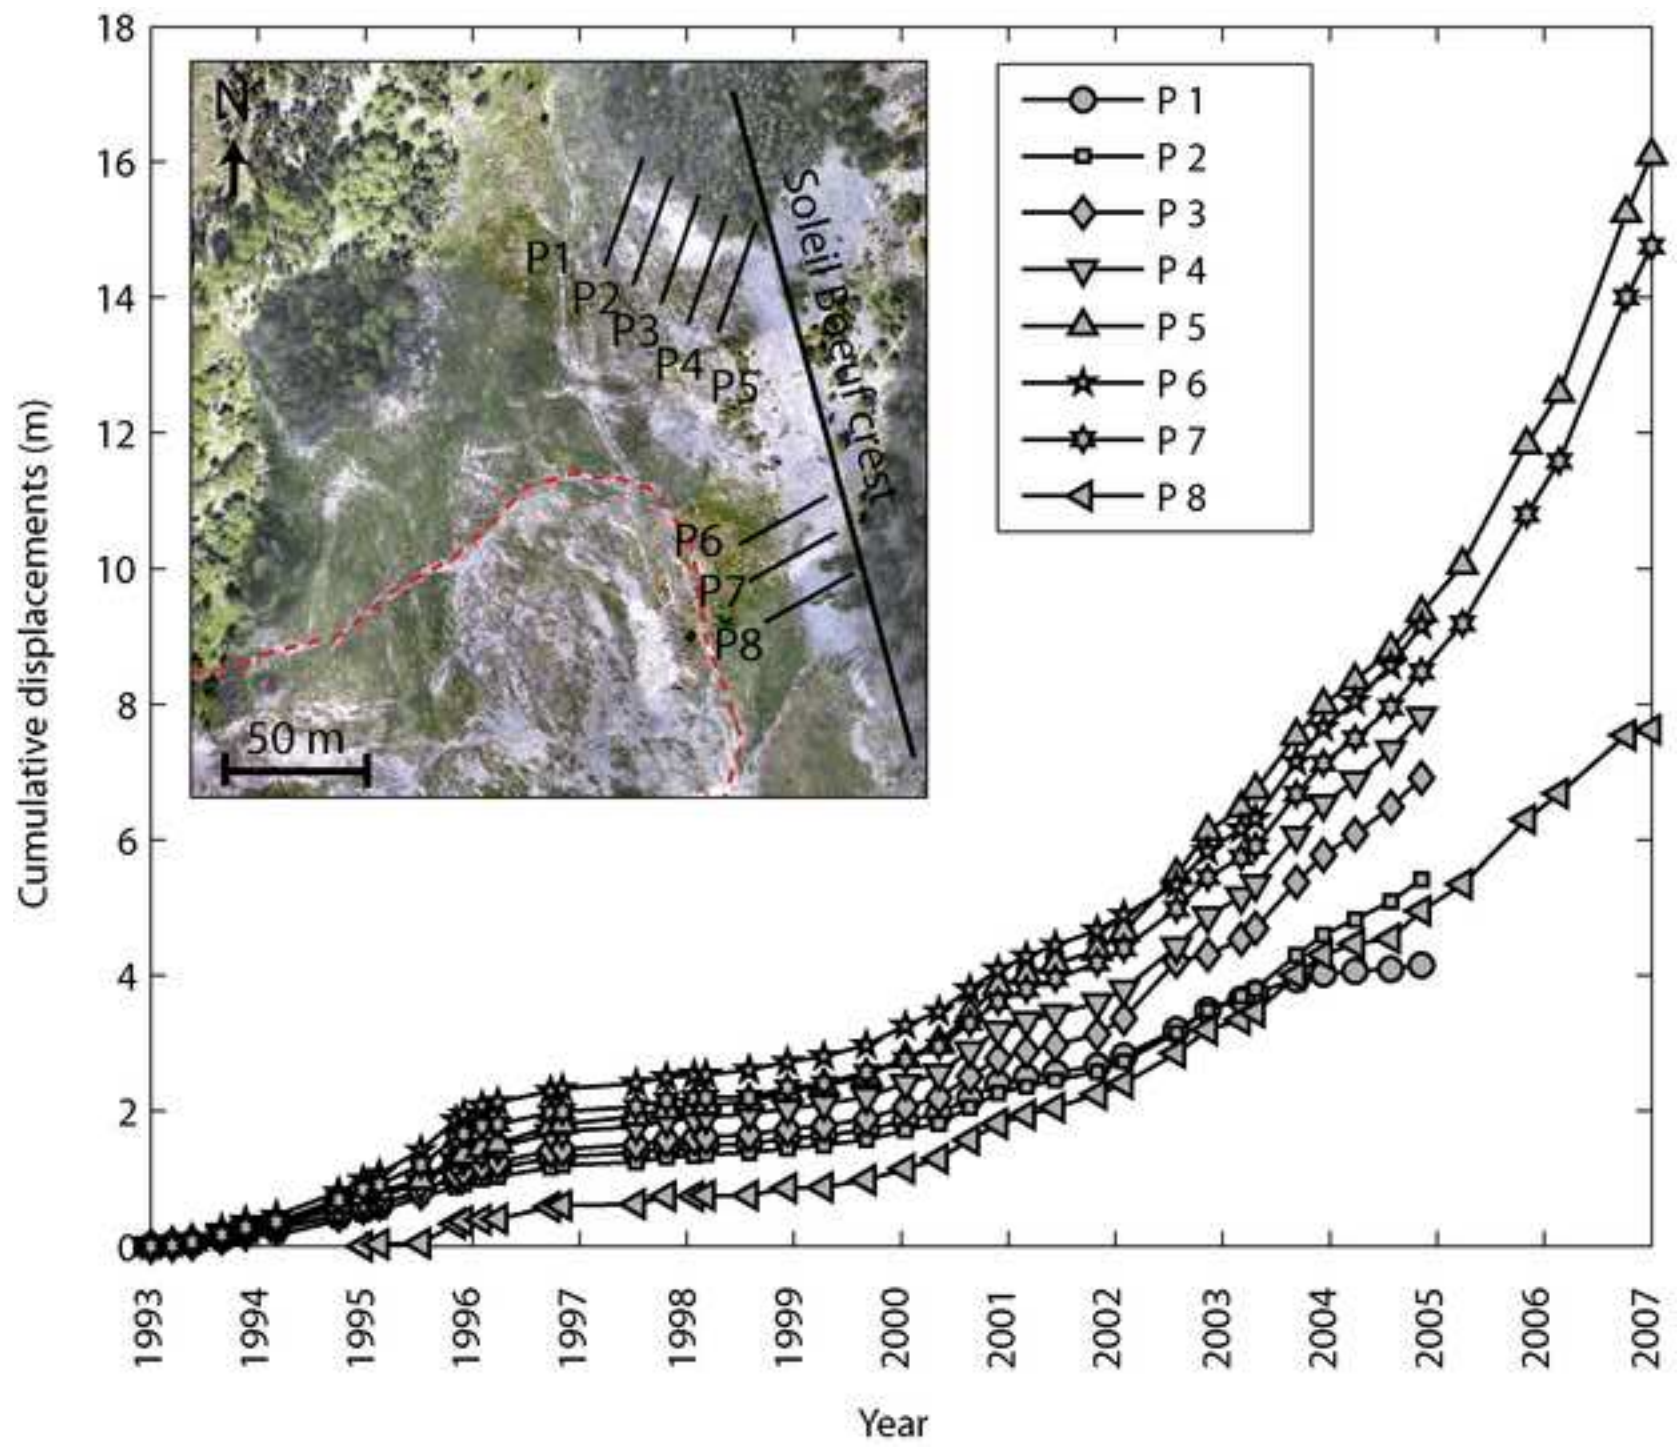 18
16
14
12
10
8
6
4
2
0
Cumulative displacements (m)
N
P1
P2
P3
P4
P5
P6
P7
P8
Soleil Boeuf crest
50 m
P 1
P 2
P 3
P 4
P 5
P 6
P 7
P 8
1993
1994
1995
1996
1997
1998
1999
2000
2001
2002
2003
2004
2005
2006
2007
Year